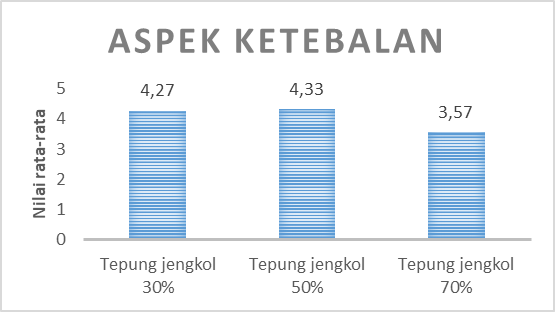 ASPEK KETEBALAN
Nilai rata-rata
5
4
3
2
1
0
4,27
4,33
3,57
Tepung jengkol
30%
Tepung jengkol
50%
Tepung jengkol
70%